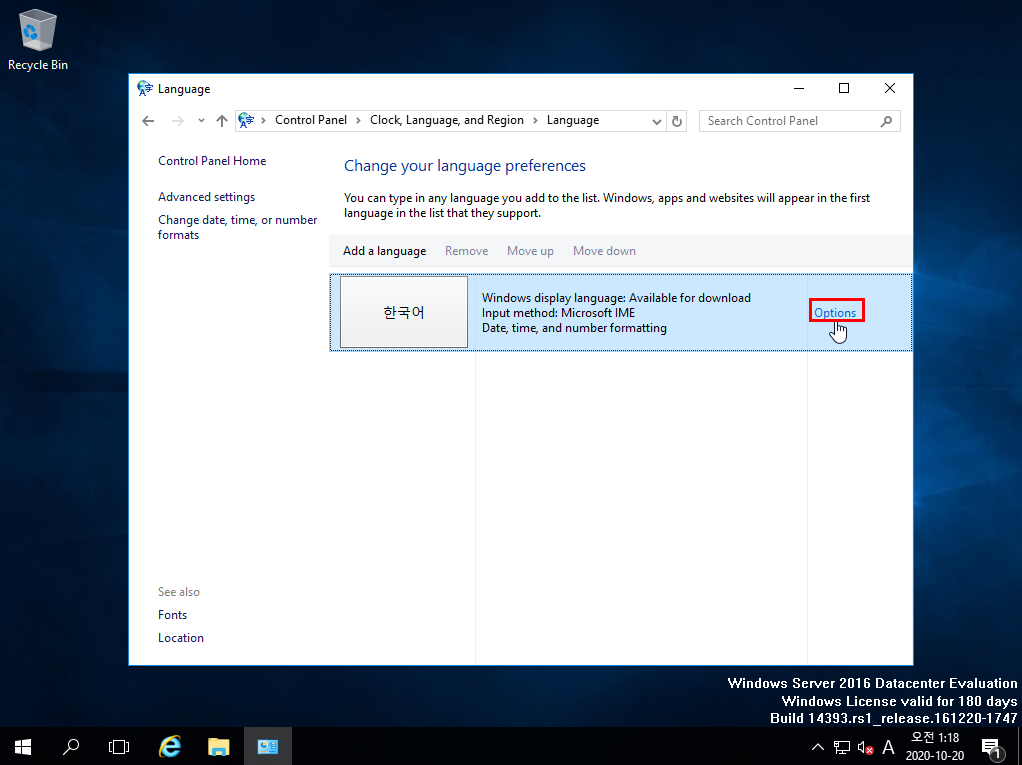 Recycle Bin
Language
Control Panel
Clock, Language, and Region
Language
Search Control Panel
Control Panel Home
Advanced settings
Change date, time, or number
formats
Change your language preferences
You can type in any language you add to the list. Windows, apps and websites will appear in the first
language in the list that they support.
Add a language Remove Move up Move down
한국어
Windows display language: Available for download
Input method: Microsoft IME
Date, time, and number formatting
Options
See also
Fonts
Location
Windows Server 2016 Datacenter Evaluation
Windows License valid for 180 days
Build 14393.rs1_release.161220-1747
A
오전 1:18
2020-10-20
1